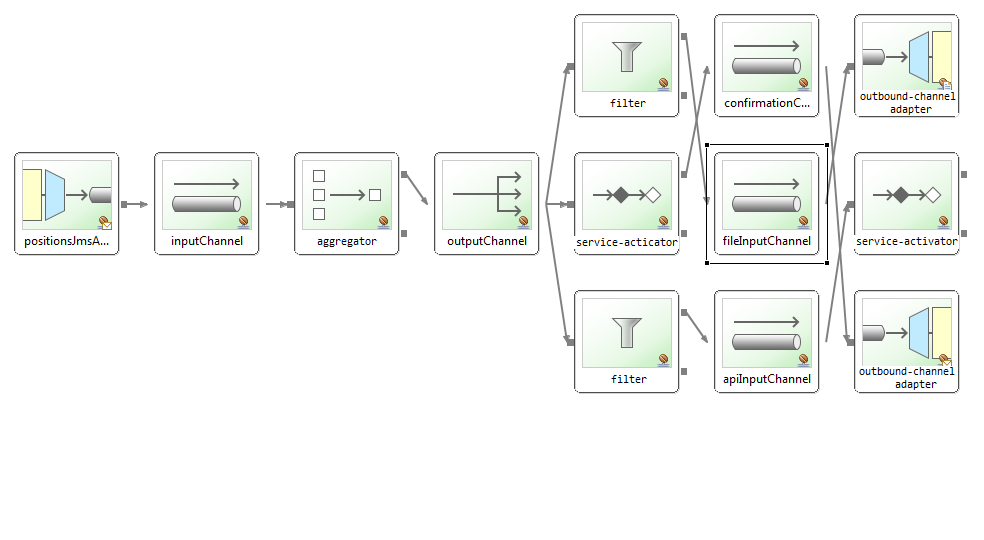 filter
confirmationC...
outbound-channel
adapter
positionsJmsA...
inputChannel
aggregator
outputChannel
service-acticator
fileInputChannel
service-activator
filter
apiInputChannel
outbound-channel
adapter